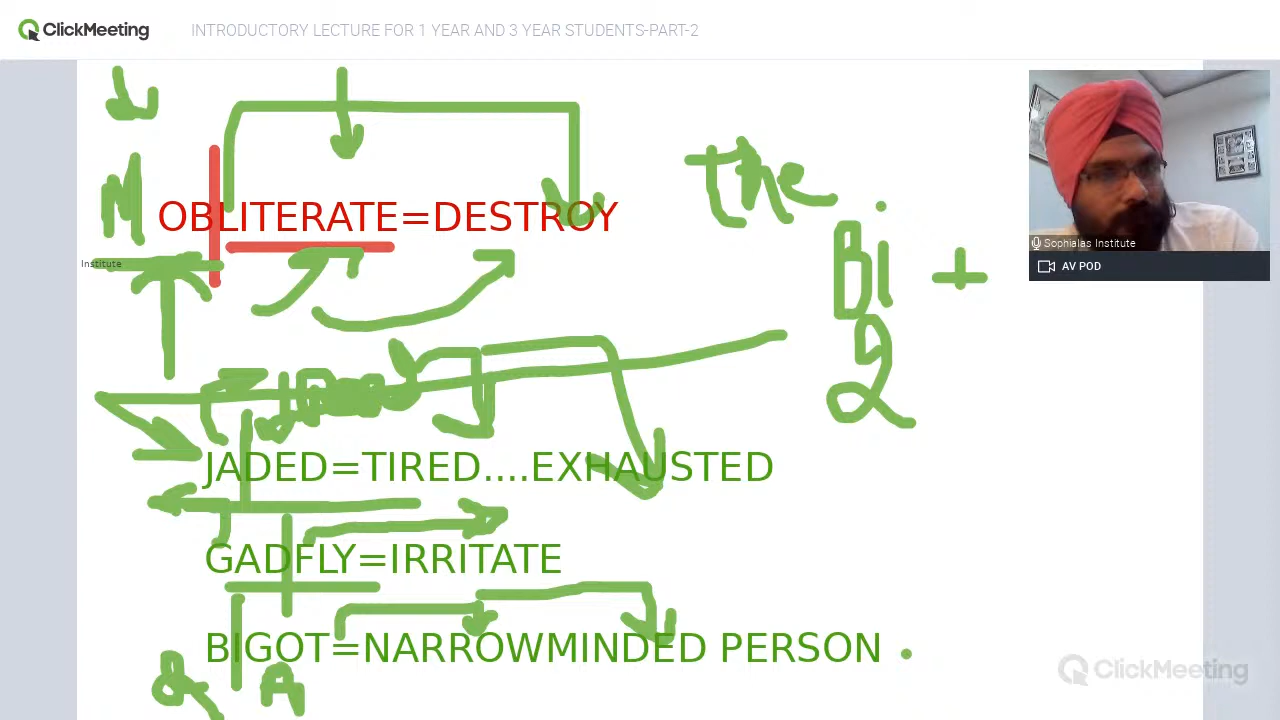 ClickMeeting INTRODUCTORY LECTURE FOR 1 YEAR AND 3 YEAR STUDENTS-PART-2
the
OBLITERATE=DESTROY
Sophialas Institute
Institute
AV POD
Bi +
2
JADED=TIRED....EXHAUSTED
GADFLY=IRRITATE
BIGOT=NARROWMINDED PERSON
ClickMeeting